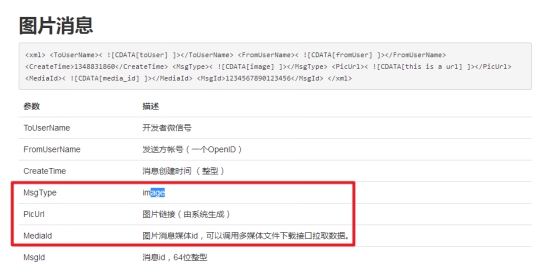 图片消息
<xml> <ToUserName>< ![CDATA[toUser] ]></ToUserName> <FromUserName>< ![CDATA[fromUser] ]></FromUserName>
<CreateTime>1348831860</CreateTime> <MsgType>< ![CDATA[image] ]></MsgType> <PicUrl>< ![CDATA[this is a url] ]></PicUrl>
<MediaId>< ![CDATA[media_id] ]></MediaId> <MsgId>1234567890123456</MsgId> </xml>
参数 描述
ToUserName 开发者微信号
FromUserName 发送方帐号（一个OpenID）
CreateTime 消息创建时间 （整型）
MsgType image
PicUrl 图片链接（由系统生成）
MediaId 图片消息媒体id，可以调用多媒体文件下载接口拉取数据。
MsgId 消息id，64位整型